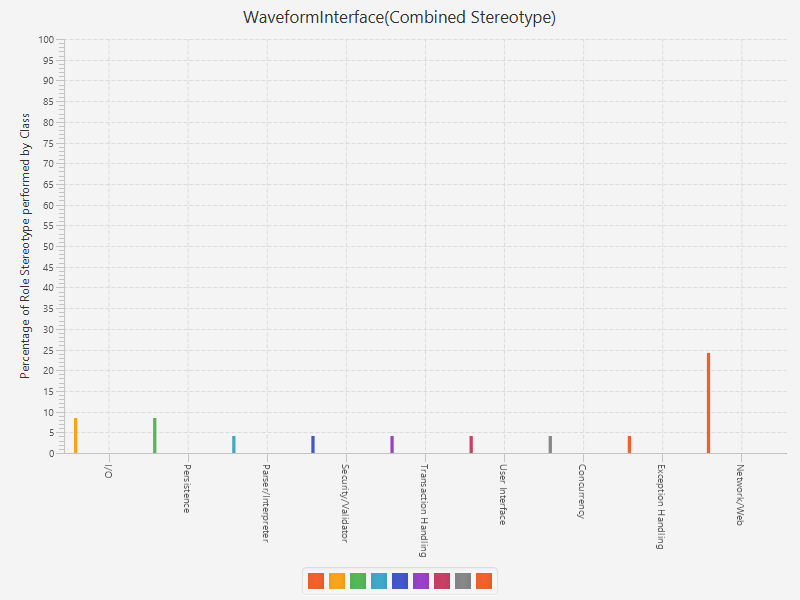 WaveformInterface(Combined Stereotype)
Percentage of Role Stereotype performed by Class
100
95
90
85
80
75
70
65
60
55
50
45
40
35
30
25
20
15
10
5
0
I/O
Persistence
Parser/Interpreter
Security/Validator
Transaction Handling
User Interface
Concurrency
Exception Handling
Network/Web